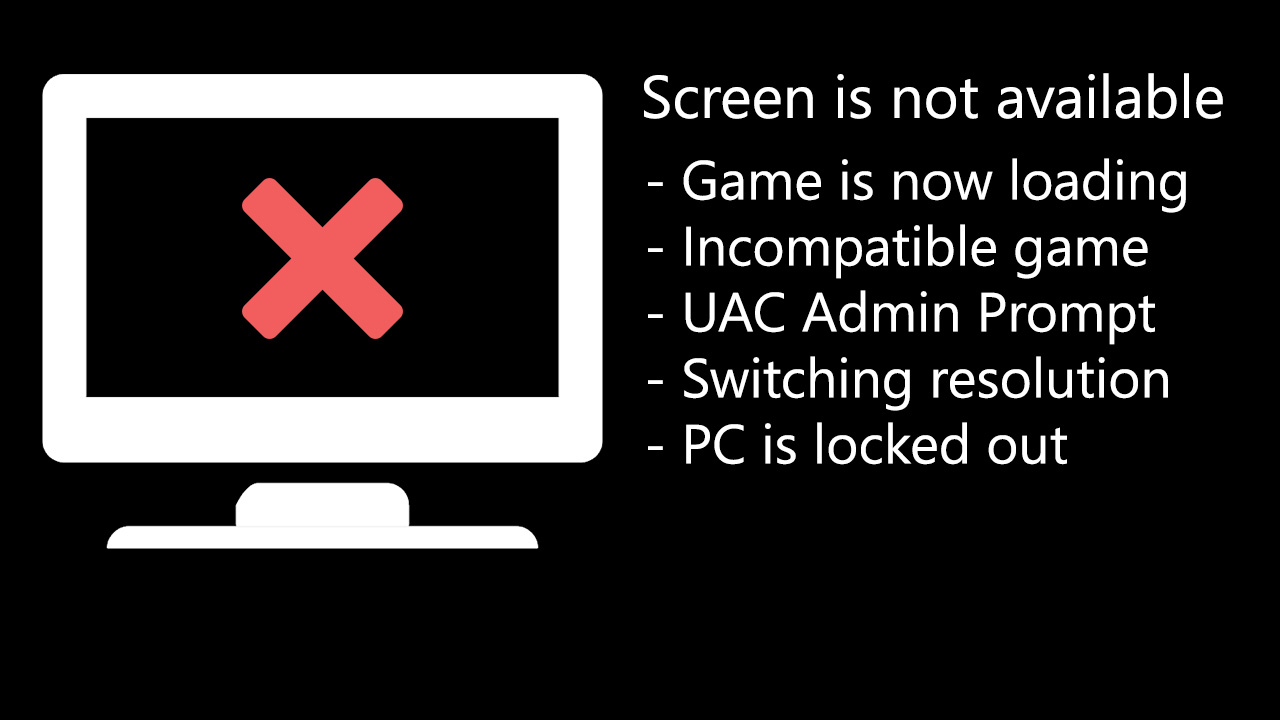 Screen is not available
- Game is now loading
- Incompatible game
- UAC Admin Prompt
- Switching resolution
- PC is locked out